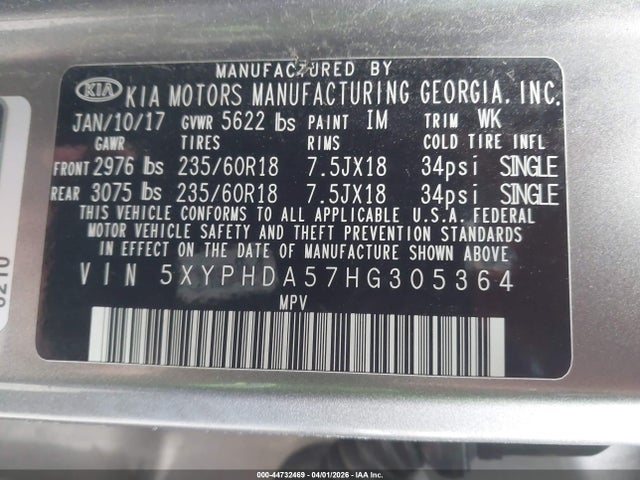 MANUFACTURED BY
KIA KIA MOTORS MANUFACTURING GEORGIA, INC.
JAN/10/17 GVWR 5622 lbs PAINT IM TRIM WK
GAWR TIRES RIMS COLD TIRE INFL
FRONT 2976 lbs 235/60R18 7.5JX18 34psi SINGLE
REAR 3075 lbs 235/60R18 7.5JX18 34psi SINGLE
THIS VEHICLE CONFORMS TO ALL APPLICABLE U.S.A. FEDERAL
MOTOR VEHICLE SAFETY AND THEFT PREVENTION STANDARDS
IN EFFECT ON THE DATE OF MANUFACTURE SHOWN ABOVE
VIN 5XYPHDA57HG305364
MPV
000-44732469 - 04/01/2026 - IAAI, Inc.